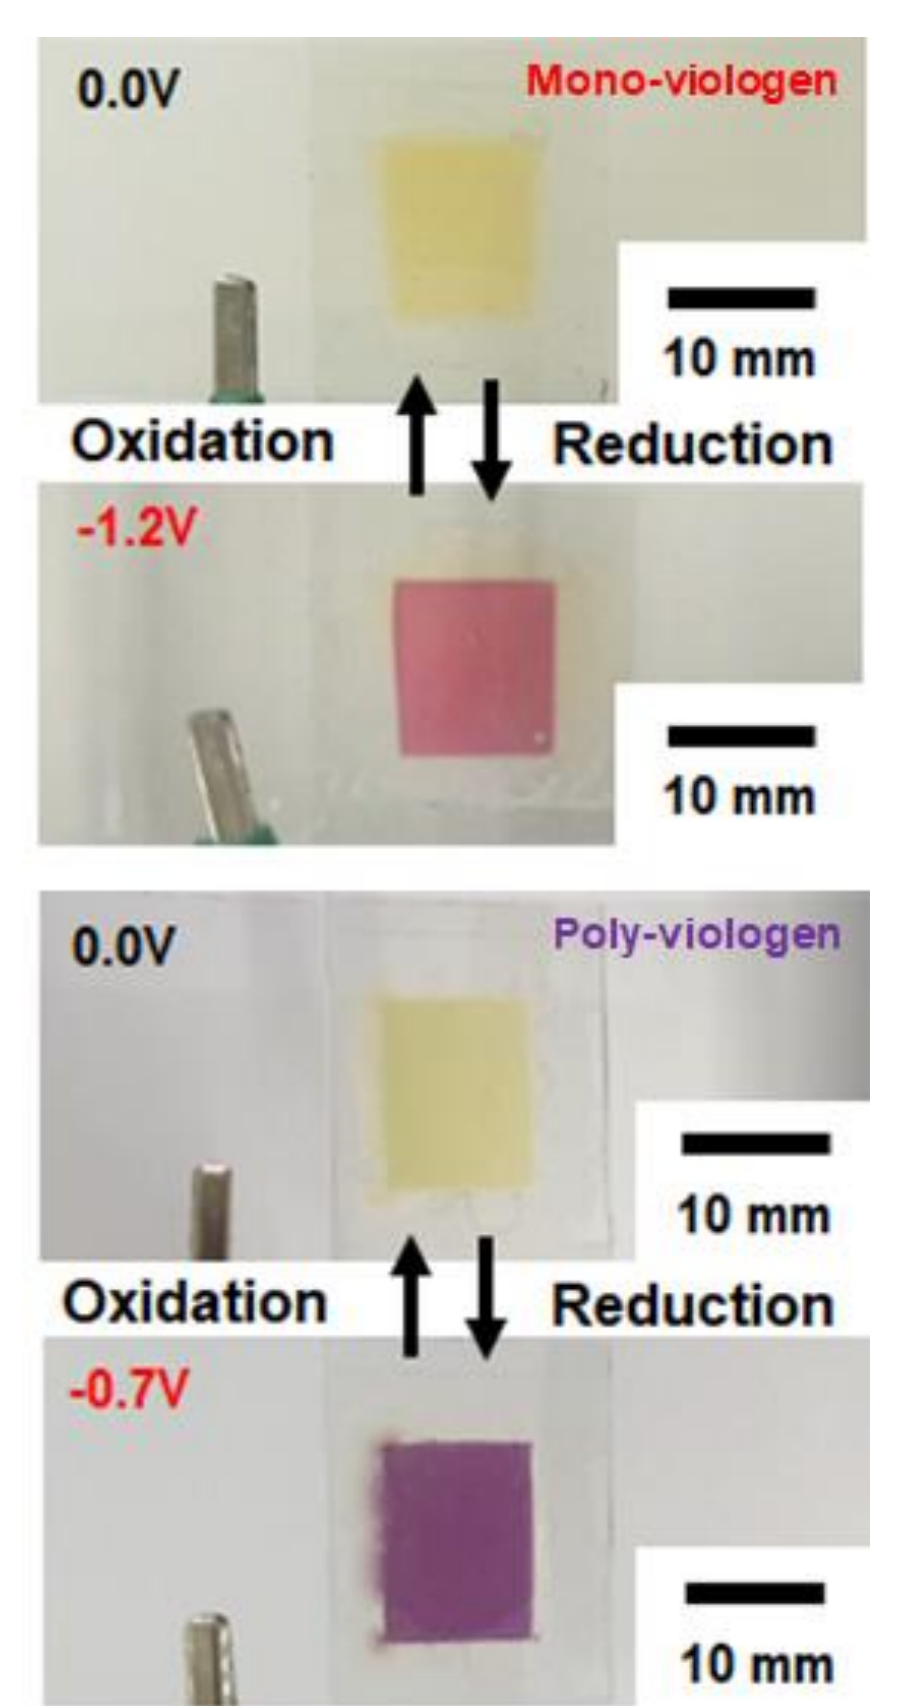 0.0V
Mono-viologen
10 mm
Oxidation
Reduction
-1.2V
10 mm
0.0V
Poly-viologen
10 mm
Oxidation
Reduction
-0.7V
10 mm